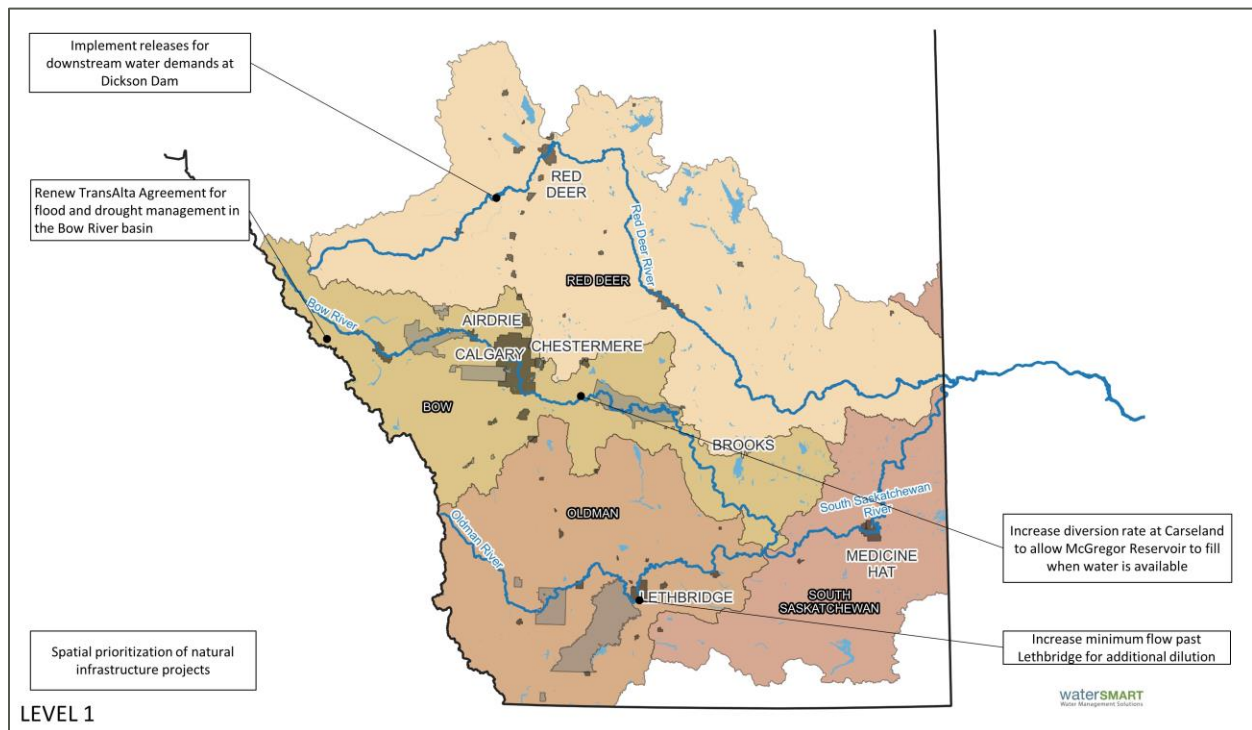 Implement releases for
downstream water demands at
Dickson Dam
Renew TransAlta Agreement for
flood and drought management in
the Bow River basin
RED
DEER
Red Deer River
RED DEER
Bow River
AIRDRIE
CALGARY
CHESTERMERE
BOW
BROOKS
South Saskatchewan
River
OLDMAN
Oldman River
MEDICINE
HAT
LETHBRIDGE
SOUTH
SASKATCHEWAN
Increase diversion rate at Carseland
to allow McGregor Reservoir to fill
when water is available
Increase minimum flow past
Lethbridge for additional dilution
Spatial prioritization of natural
infrastructure projects
waterSMART
Water Management Solutions
LEVEL 1